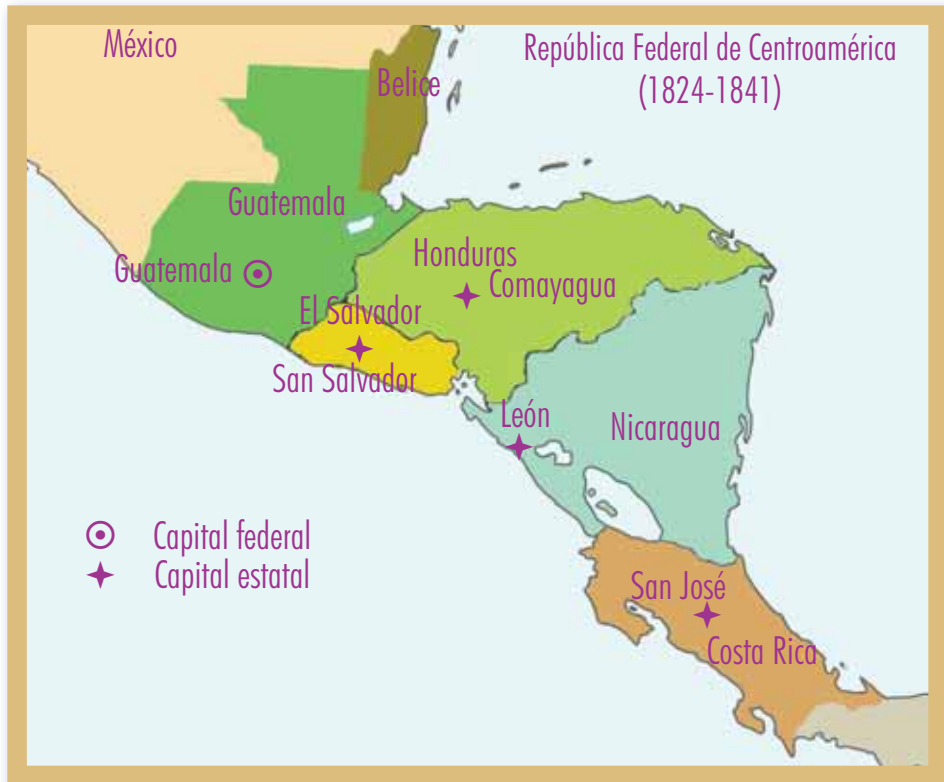 México
República Federal de Centroamérica
(1824-1841)
Belice
Guatemala
Guatemala
Honduras
Comayagua
El Salvador
San Salvador
León
Nicaragua
Capital federal
Capital estatal
San José
Costa Rica